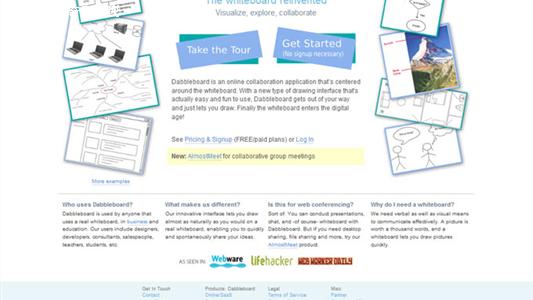 The whiteboard reinvented
Visualize, explore, collaborate
Take the Tour
Get Started
(No signup necessary)
Dabbleboard is an online collaboration application that's centered
around the whiteboard. With a new type of drawing interface that's
actually easy and fun to use, Dabbleboard gets out of your way
and just lets you draw. Finally the whiteboard enters the digital
age!
See Pricing & Signup (FREE/paid plans) or Log In
New: AlmostMeet for collaborative group meetings
More examples
Who uses Dabbleboard?
Dabbleboard is used by anyone that
uses a real whiteboard, in business and
education. Our users include designers,
developers, consultants, salespeople,
teachers, students, etc.
What makes us different?
Our innovative interface lets you draw
almost as naturally as you would on a
real whiteboard, enabling you to quickly
and spontaneously share your ideas.
Is this for web conferencing?
Sort of. You can conduct presentations,
chat, and -of course- whiteboard with
Dabbleboard. But if you need desktop
sharing, file sharing and more, try our
AlmostMeet product.
Why do I need a whiteboard?
We need verbal as well as visual means
to communicate effectively. A picture is
worth a thousand words, and a
whiteboard lets you draw pictures
quickly.
AS SEEN IN:
Webware
lifehacker
WEB WORKER DAILY
Get In Touch
Products: Dabbleboard
Legal
Misc
Contact
Online/SaaS
Terms of Service
Partner